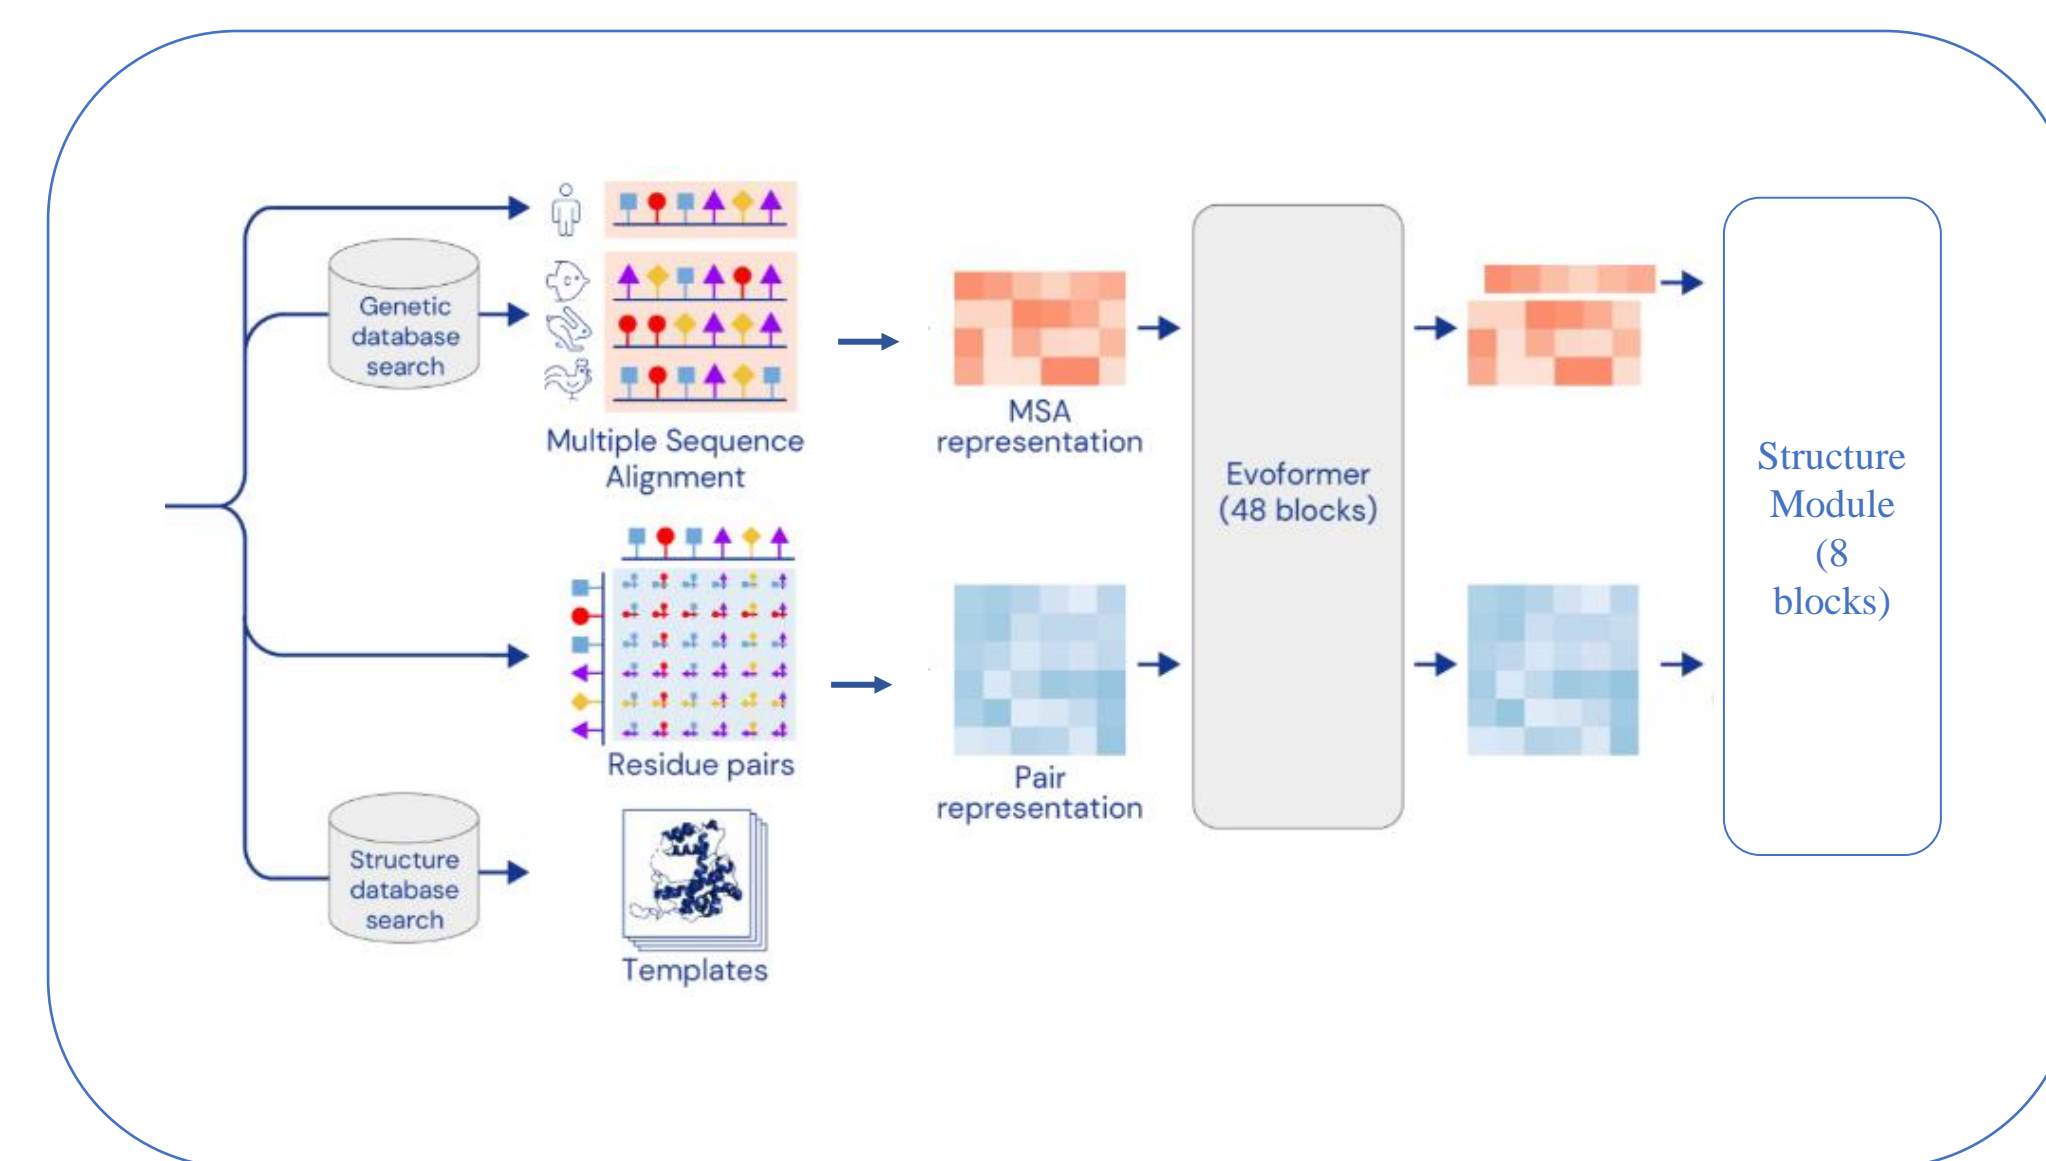 Genetic
database
search
Multiple Sequence
Alignment
MSA
representation
Evoformer
(48 blocks)
Structure
Module
(8
blocks)
Residue pairs
Pair
representation
Structure
database
search
Templates